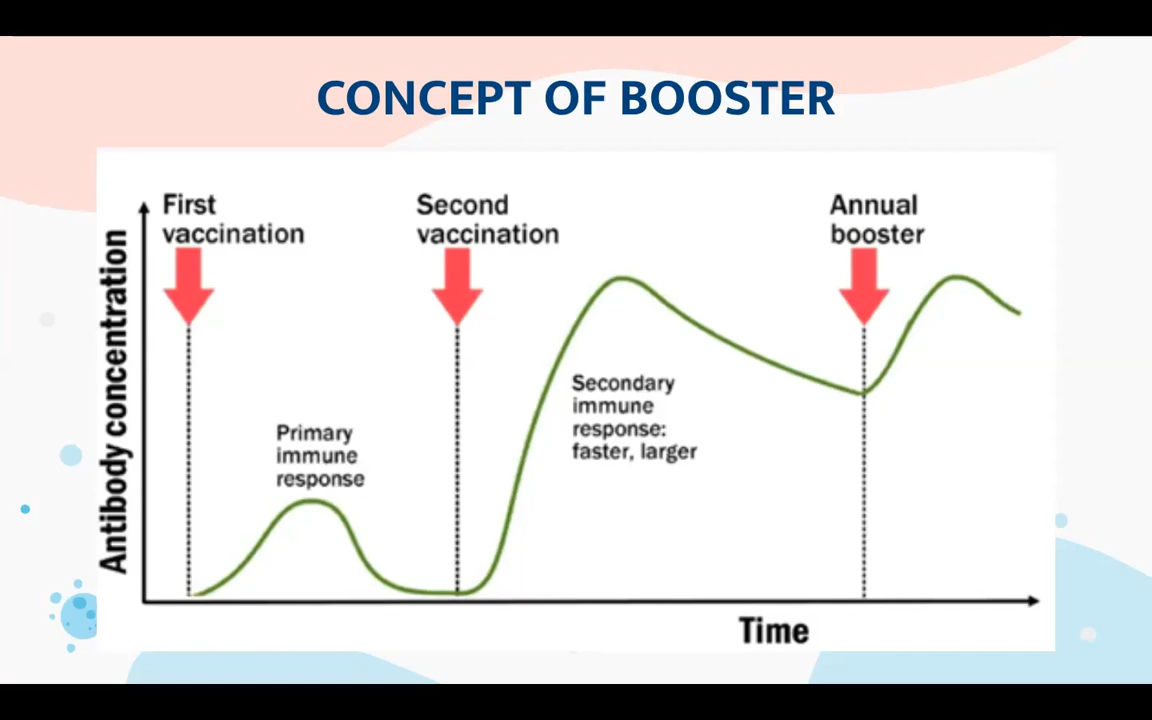 CONCEPT OF BOOSTER
First
vaccination
Second
vaccination
Annual
booster
Antibody concentration
Primary
immune
response
Secondary
immune
response:
faster, larger
Time